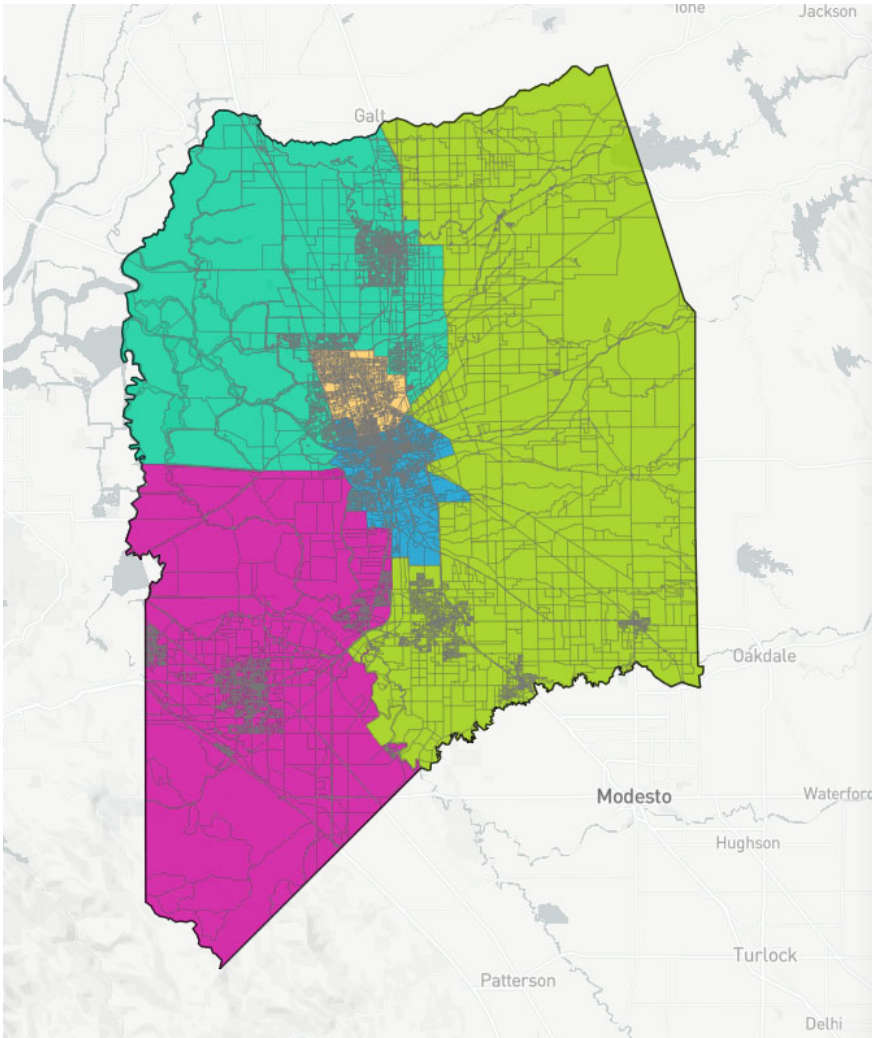 Ione
Jackson
Galt
Oakdale
Modesto
Waterford
Hughson
Turlock
Patterson
Delhi